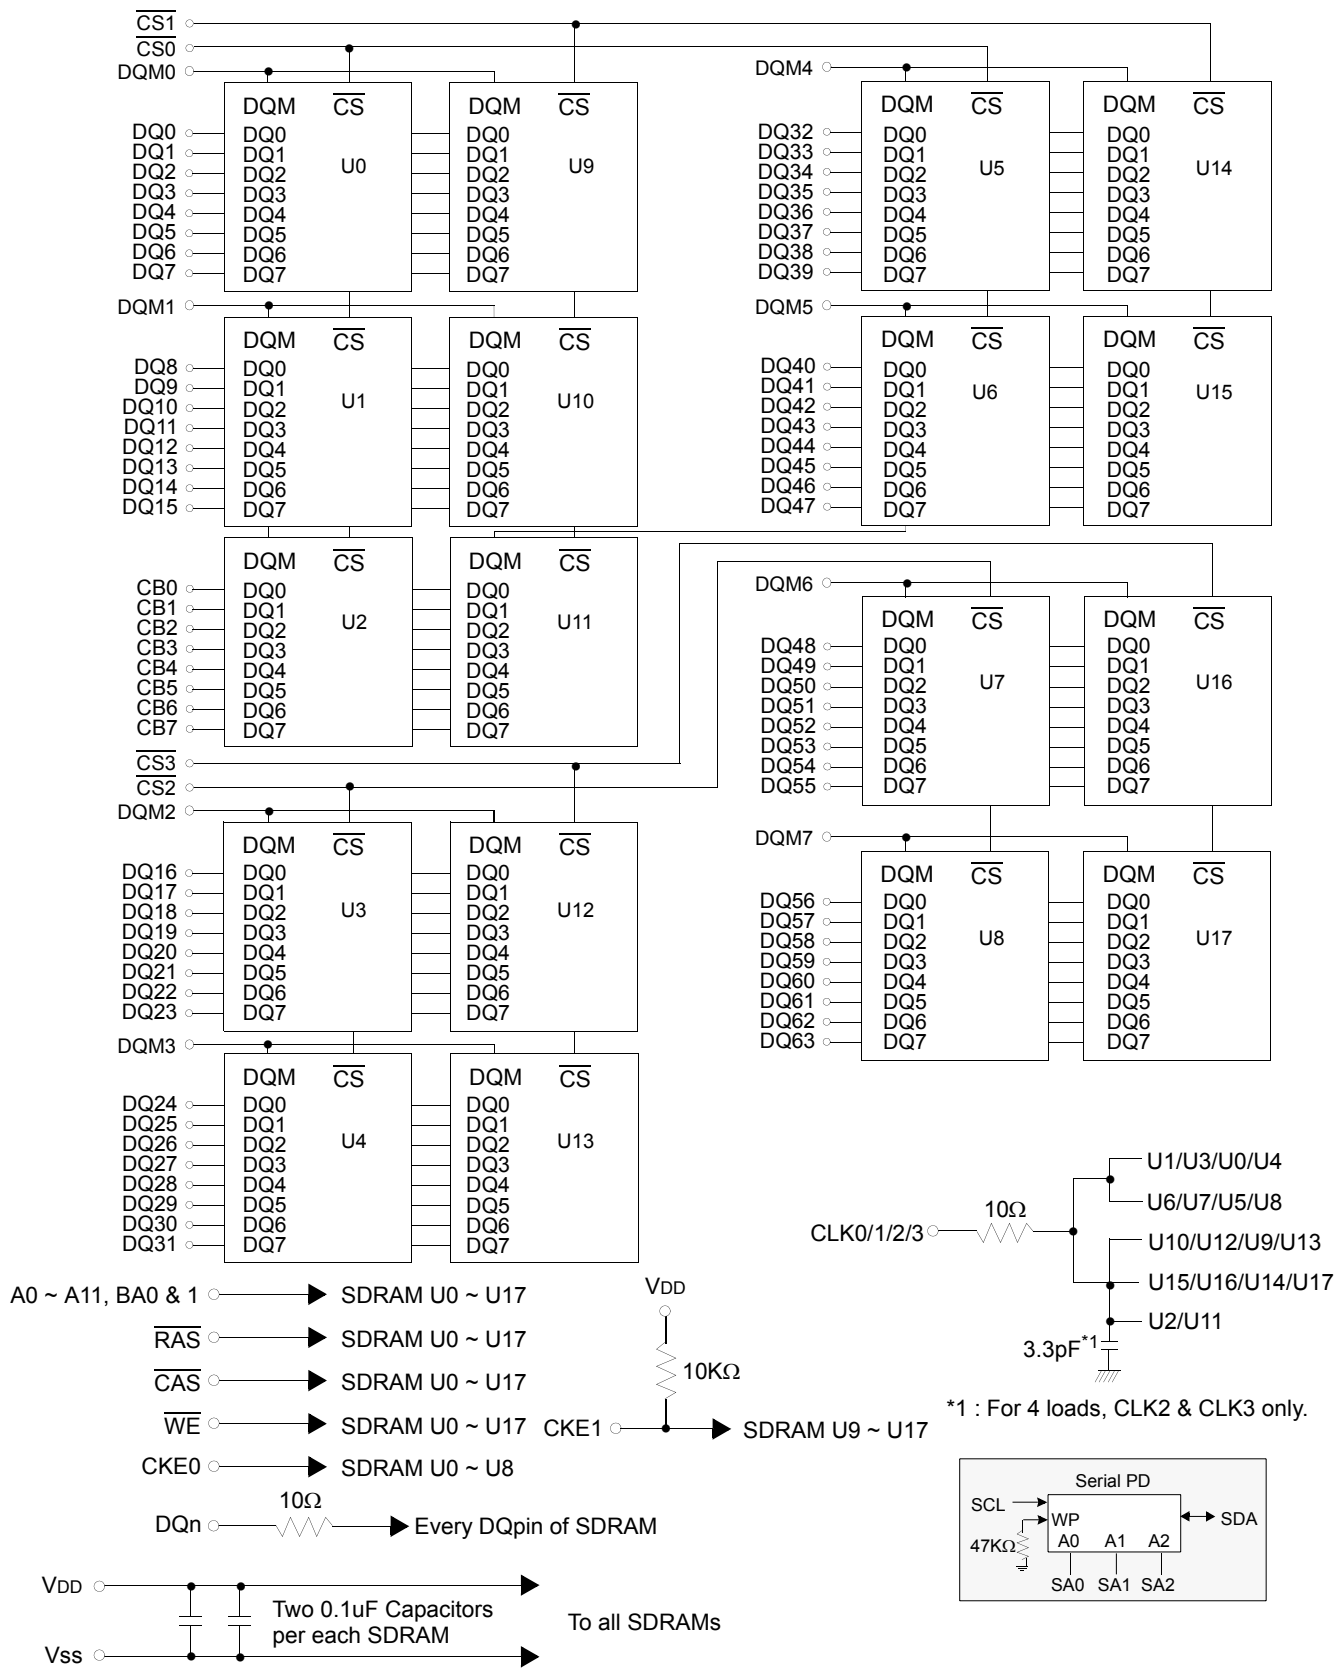 CS1
CS0
DQM0
DQM CS
DQ0 DQ0
DQ1 DQ1
DQ2 DQ2
DQ3 DQ3
DQ4 DQ4
DQ5 DQ5
DQ6 DQ6
DQ7 DQ7
U0
DQM CS
DQ0
DQ1
DQ2
DQ3
DQ4
DQ5
DQ6
DQ7
U9
DQM1
DQM CS
DQ8 DQ0
DQ9 DQ1
DQ10 DQ2
DQ11 DQ3
DQ12 DQ4
DQ13 DQ5
DQ14 DQ6
DQ15 DQ7
U1
DQM CS
DQ0
DQ1
DQ2
DQ3
DQ4
DQ5
DQ6
DQ7
U10
DQM CS
CB0 DQ0
CB1 DQ1
CB2 DQ2
CB3 DQ3
CB4 DQ4
CB5 DQ5
CB6 DQ6
CB7 DQ7
U2
DQM CS
DQ0
DQ1
DQ2
DQ3
DQ4
DQ5
DQ6
DQ7
U11
CS3
CS2
DQM2
DQM CS
DQ16 DQ0
DQ17 DQ1
DQ18 DQ2
DQ19 DQ3
DQ20 DQ4
DQ21 DQ5
DQ22 DQ6
DQ23 DQ7
U3
DQM CS
DQ0
DQ1
DQ2
DQ3
DQ4
DQ5
DQ6
DQ7
U12
DQM3
DQM CS
DQ24 DQ0
DQ25 DQ1
DQ26 DQ2
DQ27 DQ3
DQ28 DQ4
DQ29 DQ5
DQ30 DQ6
DQ31 DQ7
U4
DQM CS
DQ0
DQ1
DQ2
DQ3
DQ4
DQ5
DQ6
DQ7
U13
DQM4
DQM CS
DQ32 DQ0
DQ33 DQ1
DQ34 DQ2
DQ35 DQ3
DQ36 DQ4
DQ37 DQ5
DQ38 DQ6
DQ39 DQ7
U5
DQM CS
DQ0
DQ1
DQ2
DQ3
DQ4
DQ5
DQ6
DQ7
U14
DQM5
DQM CS
DQ40 DQ0
DQ41 DQ1
DQ42 DQ2
DQ43 DQ3
DQ44 DQ4
DQ45 DQ5
DQ46 DQ6
DQ47 DQ7
U6
DQM CS
DQ0
DQ1
DQ2
DQ3
DQ4
DQ5
DQ6
DQ7
U15
DQM6
DQM CS
DQ48 DQ0
DQ49 DQ1
DQ50 DQ2
DQ51 DQ3
DQ52 DQ4
DQ53 DQ5
DQ54 DQ6
DQ55 DQ7
U7
DQM CS
DQ0
DQ1
DQ2
DQ3
DQ4
DQ5
DQ6
DQ7
U16
DQM7
DQM CS
DQ56 DQ0
DQ57 DQ1
DQ58 DQ2
DQ59 DQ3
DQ60 DQ4
DQ61 DQ5
DQ62 DQ6
DQ63 DQ7
U8
DQM CS
DQ0
DQ1
DQ2
DQ3
DQ4
DQ5
DQ6
DQ7
U17
A0 ~ A11, BA0 & 1 SDRAM U0 ~ U17
RAS SDRAM U0 ~ U17
CAS SDRAM U0 ~ U17
WE SDRAM U0 ~ U17
CKE0 SDRAM U0 ~ U8
10Ω
DQn Every DQpin of SDRAM
VDD
Two 0.1uF Capacitors
per each SDRAM
Vss
To all SDRAMs
VDD
10KΩ
CKE1 SDRAM U9 ~ U17
CLK0/1/2/3
10Ω
U1/U3/U0/U4
U6/U7/U5/U8
U10/U12/U9/U13
U15/U16/U14/U17
U2/U11
3.3pF*1
*1 : For 4 loads, CLK2 & CLK3 only.
Serial PD
SCL
WP
SDA
47KΩ
A0 A1 A2
SA0 SA1 SA2